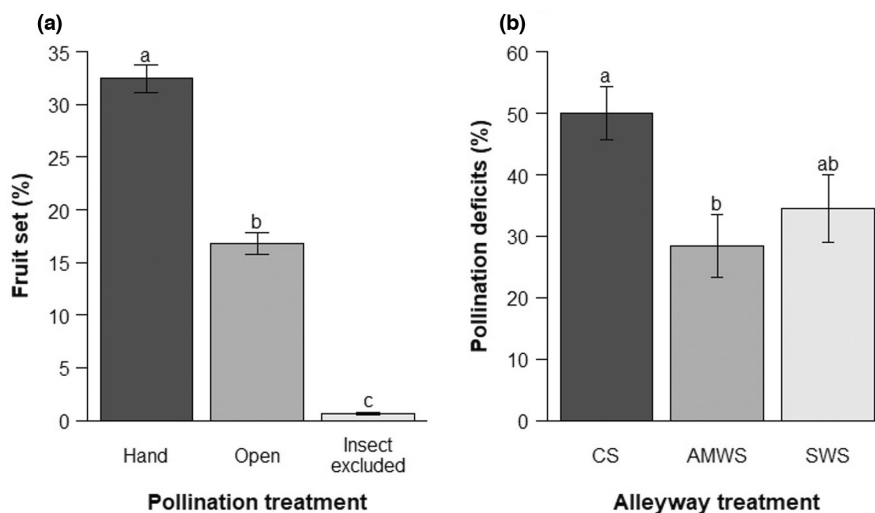 (a)
35
30
25
20
15
10
5
0
Fruit set (%)
a
b
c
Hand
Open
Insect
excluded
Pollination treatment
(b)
60
50
40
30
20
10
0
Pollination deficits (%)
a
b
ab
CS
AMWS
SWS
Alleyway treatment